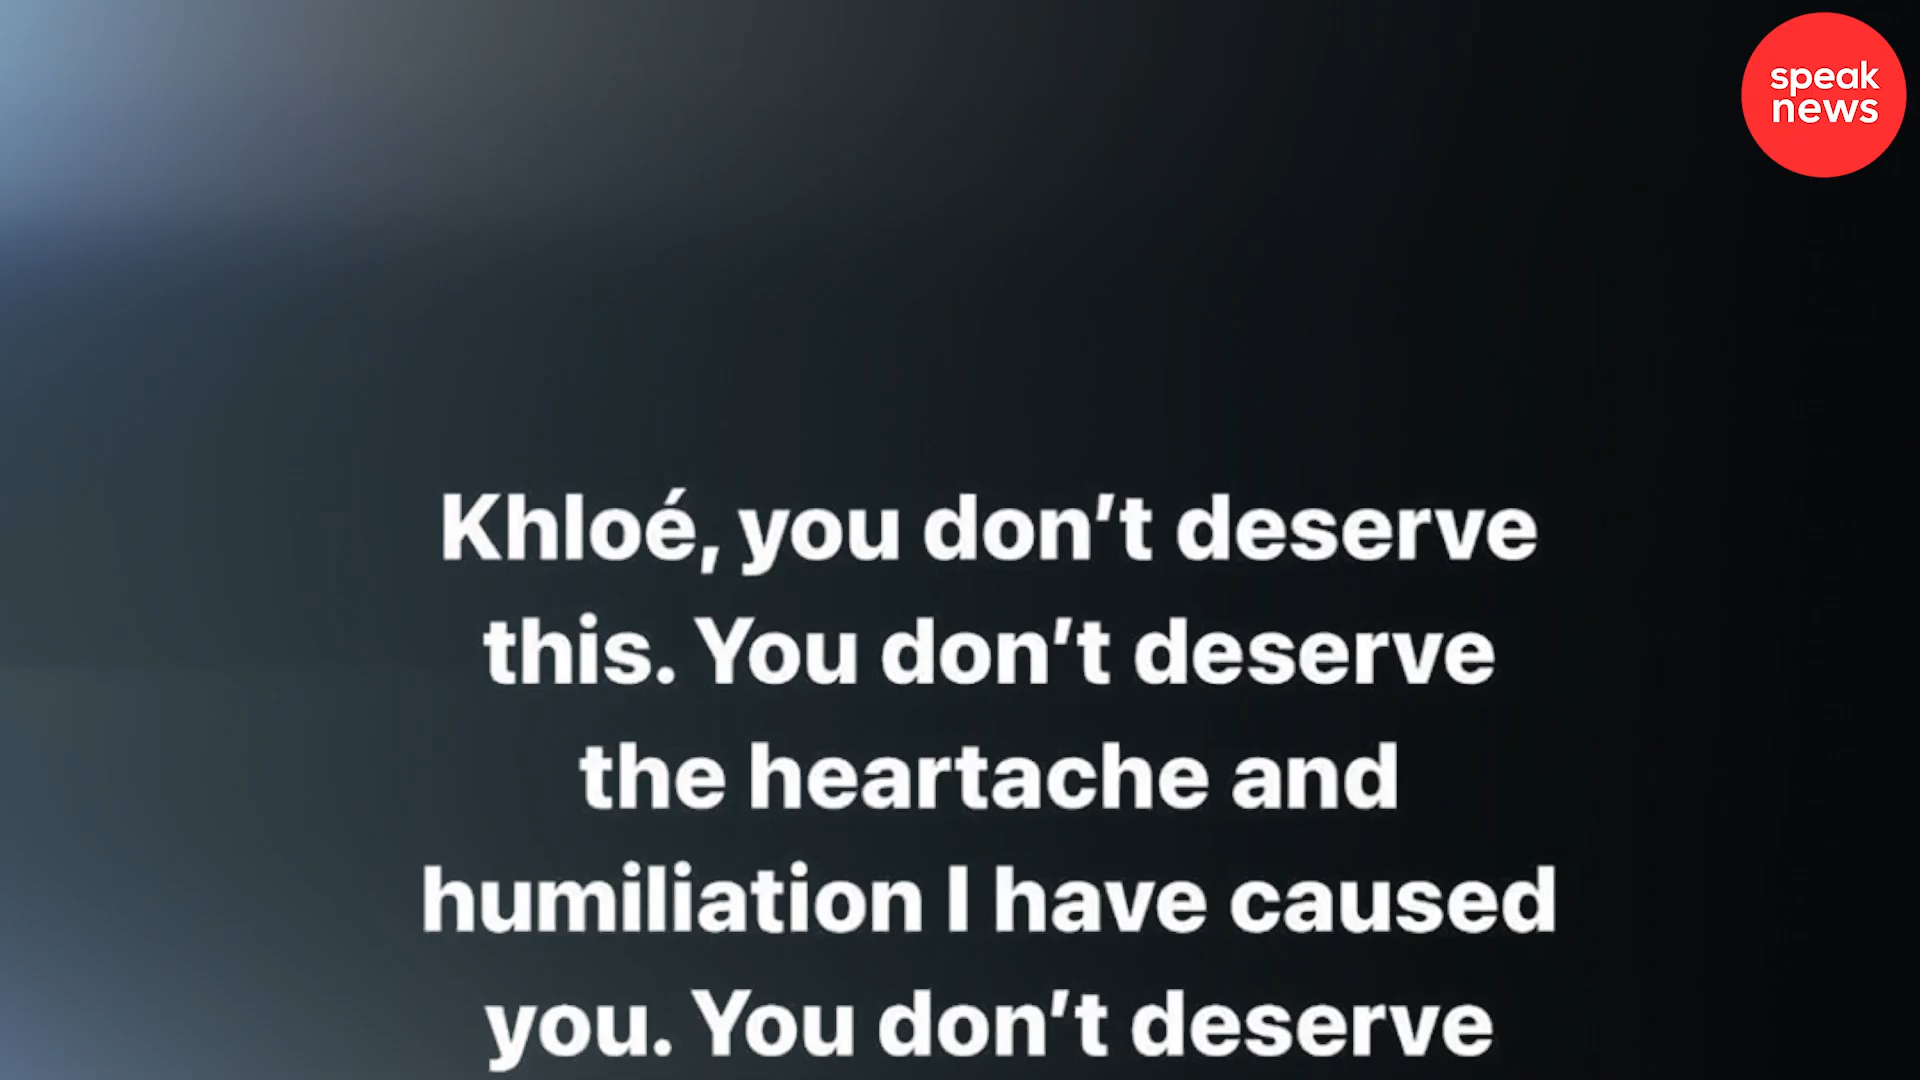 speak
news
Khloé, you don’t deserve
this. You don’t deserve
the heartache and
humiliation I have caused
you. You don’t deserve